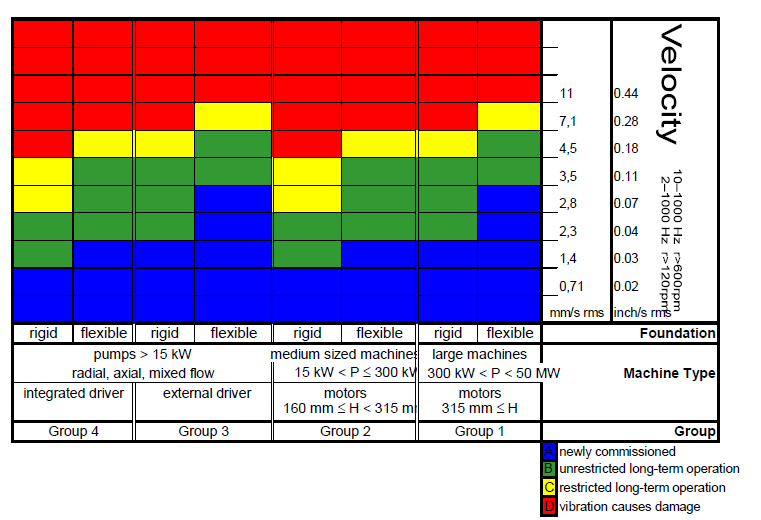 Velocity
10–1000 Hz r>600rpm
2–1000 Hz r>120rpm
11 0.44
7,1 0.28
4,5 0.18
3,5 0.11
2,8 0.07
2,3 0.04
1,4 0.03
0,71 0.02
mm/s rms inch/s rms
rigid flexible rigid flexible rigid flexible rigid flexible Foundation
pumps > 15 kW medium sized machines large machines
radial, axial, mixed flow 15 kW < P ≤ 300 kW 300 kW < P < 50 MW Machine Type
integrated driver external driver motors motors
160 mm ≤ H < 315 m 315 mm ≤ H
Group 4 Group 3 Group 2 Group 1 Group
A newly commissioned
B unrestricted long-term operation
C restricted long-term operation
D vibration causes damage